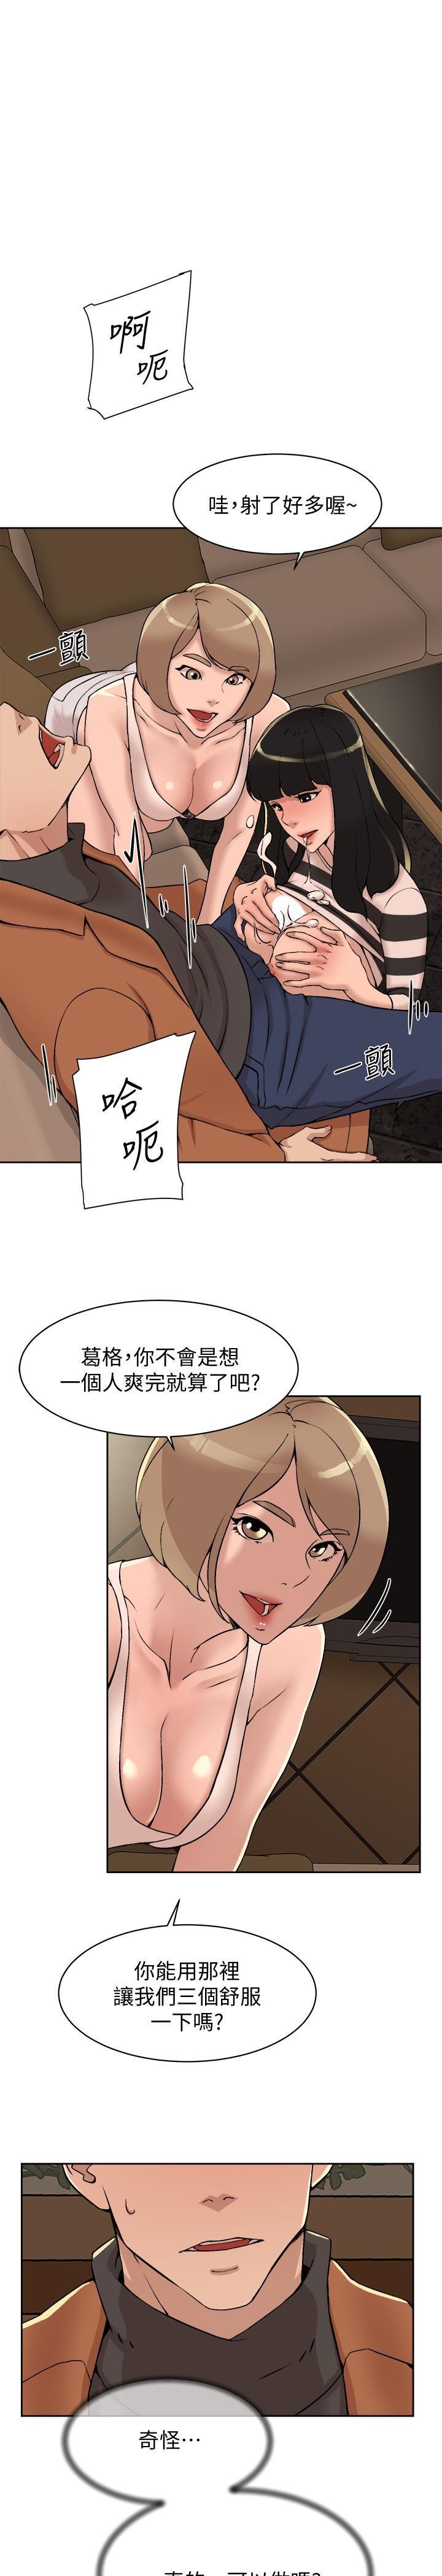 啊
呃
哇，射了好多喔~
一顫
一顫
哈
呃
葛格，你不會是想
一個人爽完就算了吧?
你能用那裡
讓我們三個舒服
一下嗎?
奇怪…